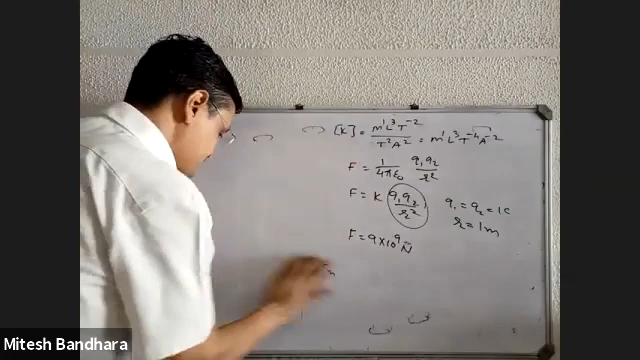 [K] = m¹L³T⁻² / T²A² = m¹L³T⁻⁴A⁻²
F = 1/4πε₀ q₁q₂/r²
F = K q₁q₂/r², q₁ = q₂ = 1C
r = 1m
F = 9×10⁹ N
Mitesh Bandhara